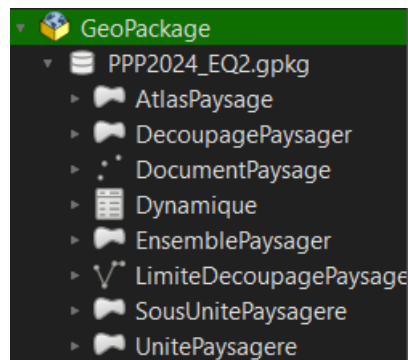 GeoPackage
PPP2024_EQ2.gpkg
AtlasPaysage
DecoupagePaysager
DocumentPaysage
Dynamique
EnsemblePaysager
LimiteDecoupagePaysage
SousUnitePaysagere
UnitePaysagere